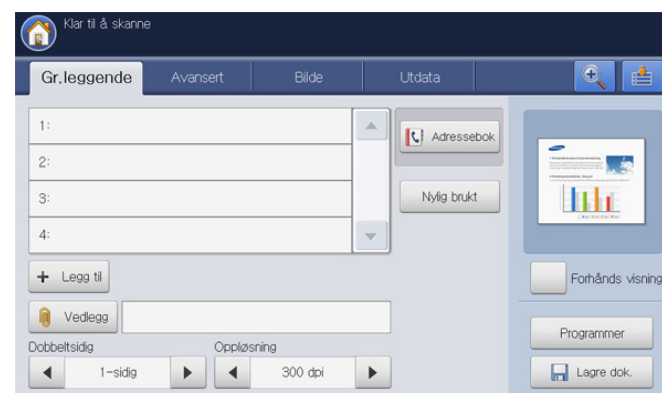 Klar til å skanne
Gr.leggende
Avansert
Bilde
Utdata
1:
2:
3:
4:
Adressebok
Nylig brukt
+ Legg til
Vedlegg
Dobbeltsidig
Oppløsning
1-sidig
300 dpi
Forhånds visning
Programmer
Lagre dok.